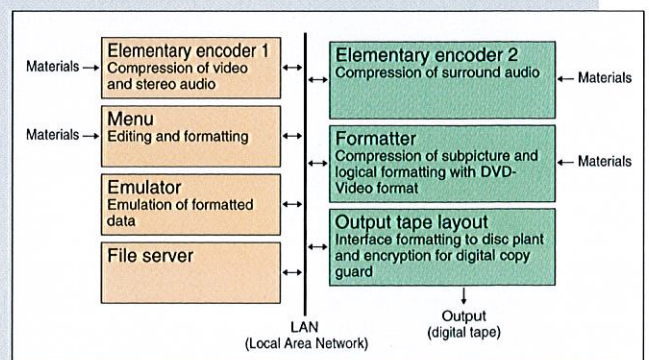 Materials
Elementary encoder 1
Compression of video
and stereo audio
Materials
Menu
Editing and formatting
Emulator
Emulation of formatted
data
File server
Elementary encoder 2
Compression of surround audio
Materials
Formatter
Compression of subpicture and
logical formatting with DVD-
Video format
Materials
Output tape layout
Interface formatting to disc plant
and encryption for digital copy
guard
LAN
(Local Area Network)
Output
(digital tape)